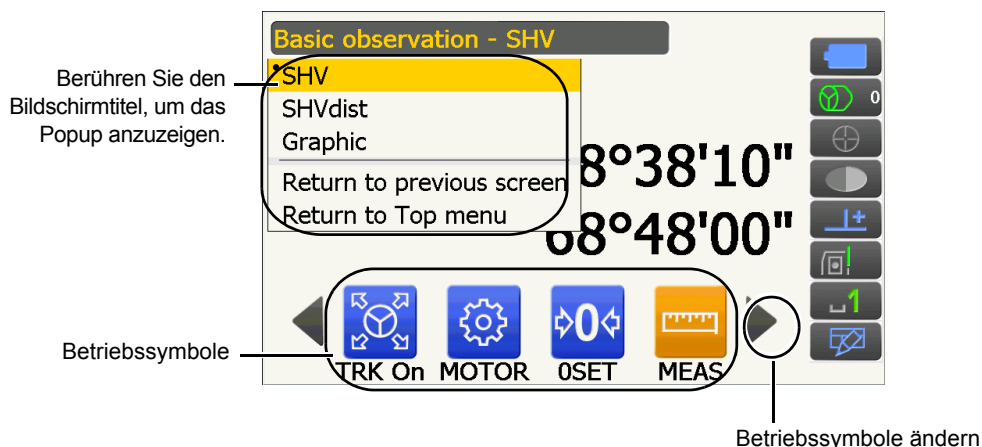 Basic observation - SHV
Berühren Sie den
Bildschirmtitel, um das
Popup anzuzeigen.
SHV
SHVdist
Graphic
Return to previous screen
Return to Top menu
8°38'10"
68°48'00"
0
1
Betriebssymbole
0
TRK On
MOTOR
0SET
MEAS
Betriebssymbole ändern